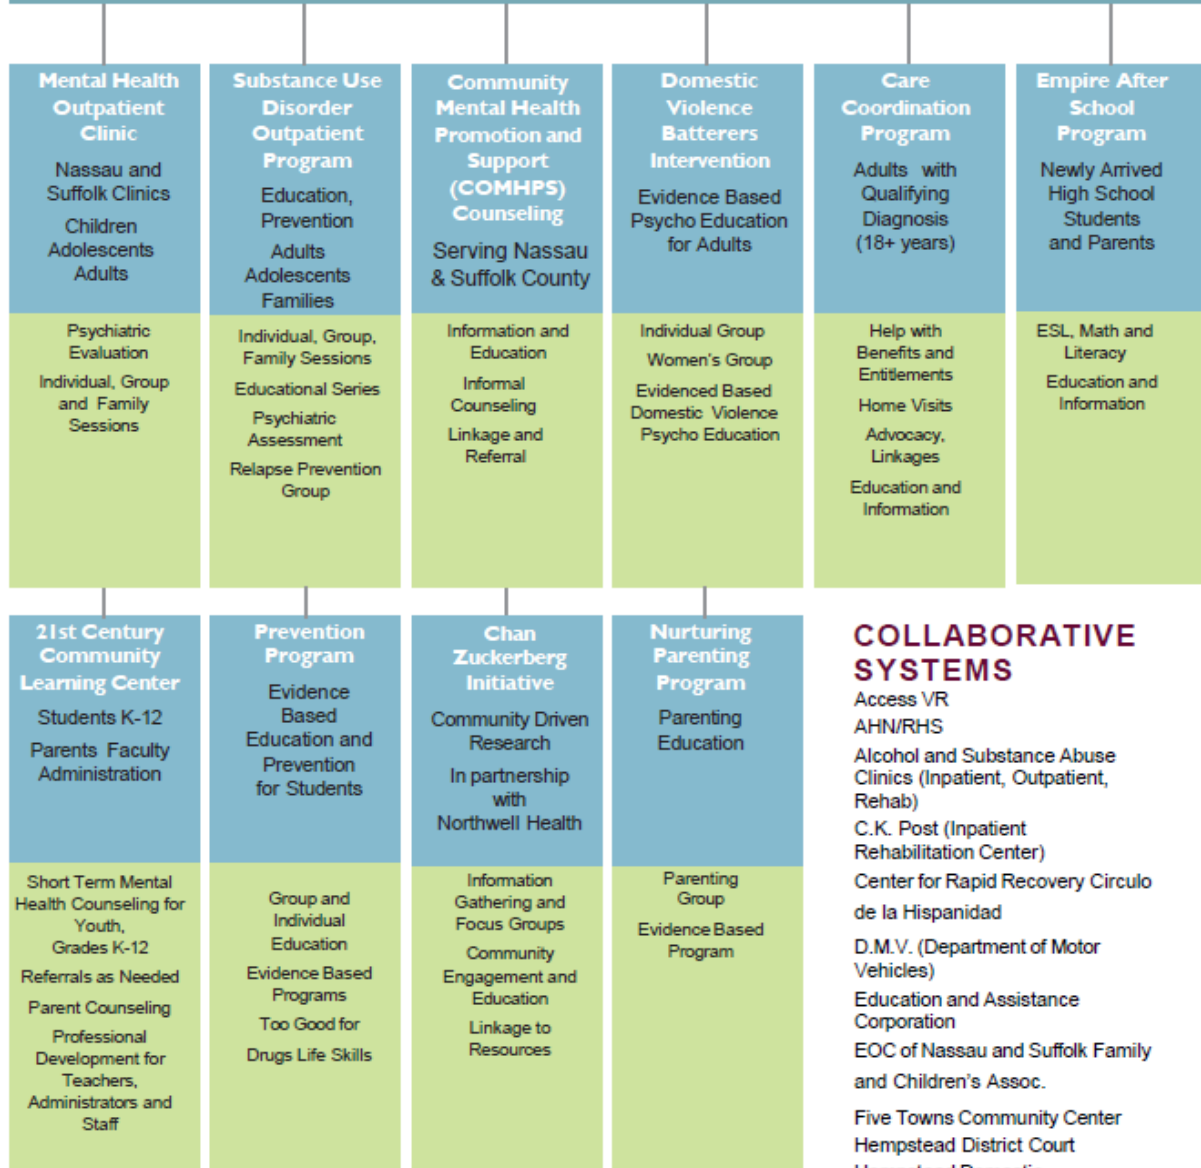 Mental Health
Outpatient
Clinic
Nassau and
Suffolk Clinics
Children
Adolescents
Adults
Psychiatric
Evaluation
Individual, Group
and Family
Sessions
Substance Use
Disorder
Outpatient
Program
Education,
Prevention
Adults
Adolescents
Families
Individual, Group,
Family Sessions
Educational Series
Psychiatric
Assessment
Relapse Prevention
Group
Community
Mental Health
Promotion and
Support
(COMHPS)
Counseling
Serving Nassau
& Suffolk County
Information and
Education
Informal
Counseling
Linkage and
Referral
Domestic
Violence
Batterers
Intervention
Evidence Based
Psycho Education
for Adults
Individual Group
Women's Group
Evidenced Based
Domestic Violence
Psycho Education
Care
Coordination
Program
Adults with
Qualifying
Diagnosis
(18+ years)
Help with
Benefits and
Entitlements
Home Visits
Advocacy,
Linkages
Education and
Information
Empire After
School
Program
Newly Arrived
High School
Students
and Parents
ESL, Math and
Literacy
Education and
Information
21st Century
Community
Learning Center
Students K-12
Parents Faculty
Administration
Short Term Mental
Health Counseling for
Youth,
Grades K-12
Referrals as Needed
Parent Counseling
Professional
Development for
Teachers,
Administrators and
Staff
Prevention
Program
Evidence
Based
Education and
Prevention
for Students
Group and
Individual
Education
Evidence Based
Programs
Too Good for
Drugs Life Skills
Chan
Zuckerberg
Initiative
Community Driven
Research
In partnership
with
Northwell Health
Information
Gathering and
Focus Groups
Community
Engagement and
Education
Linkage to
Resources
Nurturing
Parenting
Program
Parenting
Education
Parenting
Group
Evidence Based
Program
COLLABORATIVE
SYSTEMS
Access VR
AHN/RHS
Alcohol and Substance Abuse
Clinics (Inpatient, Outpatient,
Rehab)
C.K. Post (Inpatient
Rehabilitation Center)
Center for Rapid Recovery Circulo
de la Hispanidad
D.M.V. (Department of Motor
Vehicles)
Education and Assistance
Corporation
EOC of Nassau and Suffolk Family
and Children's Assoc.
Five Towns Community Center
Hempstead District Court